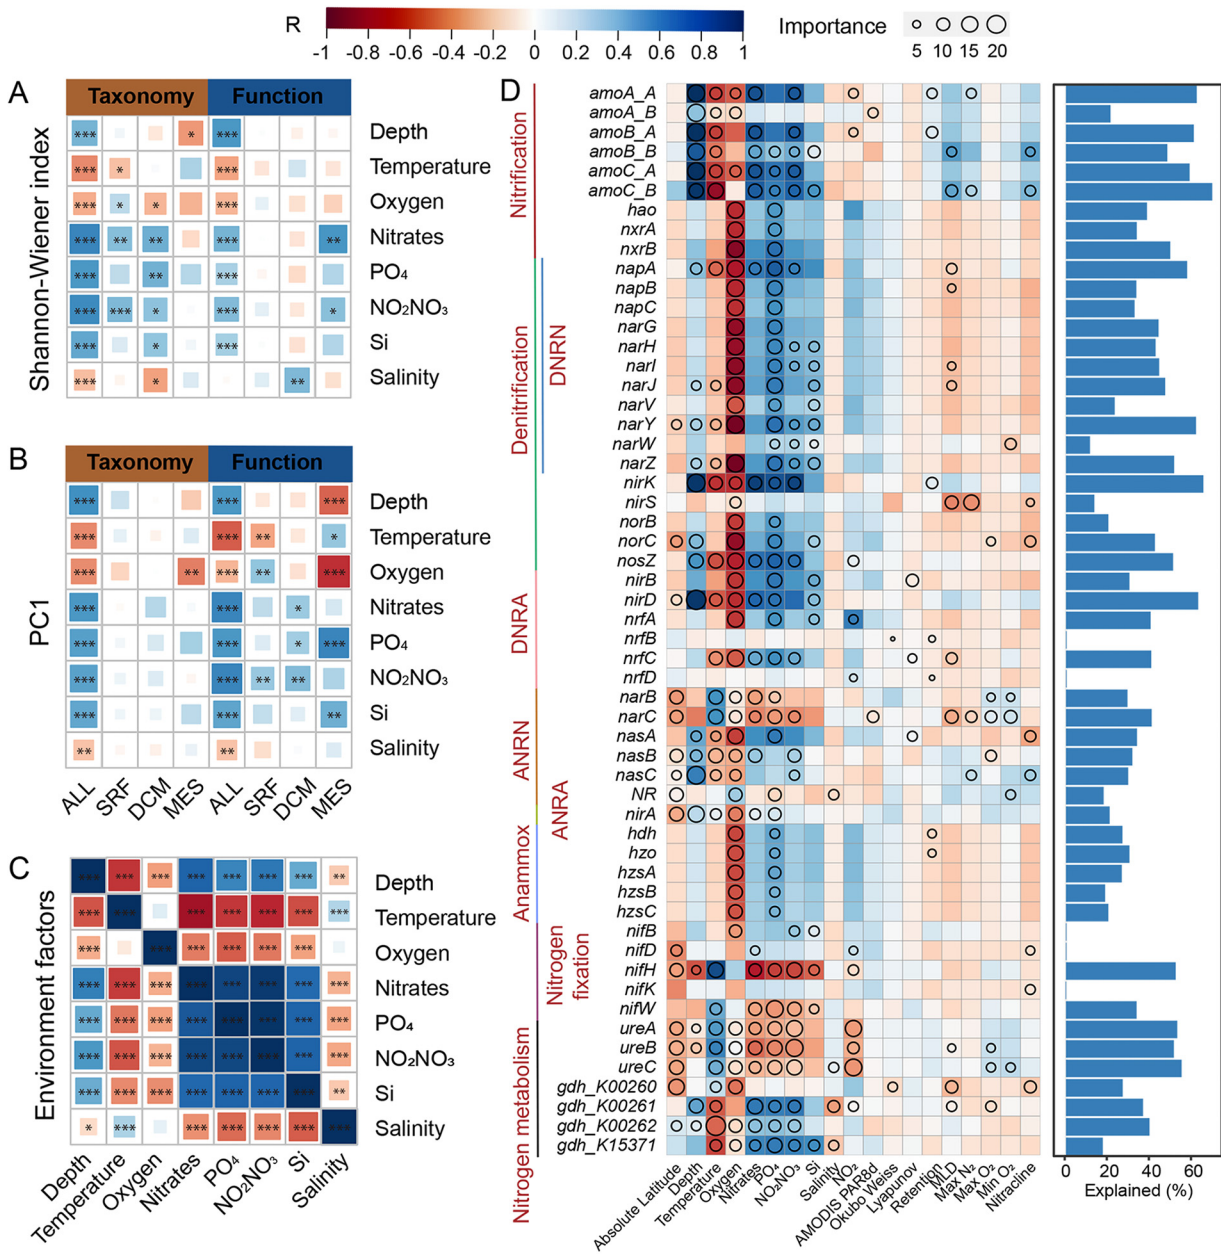 R
-1 -0.8 -0.6 -0.4 -0.2 0 0.2 0.4 0.6 0.8 1
Importance
5 10 15 20
A
Taxonomy Function
Shannon-Wiener index
*** * *** Depth
*** * *** Temperature
*** * * *** Oxygen
*** ** ** *** ** Nitrates
*** ** *** PO₄
*** *** * *** * NO₂NO₃
*** * *** Si
*** * ** Salinity
B
Taxonomy Function
PC1
*** *** *** Depth
*** *** ** * Temperature
*** ** *** ** *** Oxygen
*** *** * Nitrates
*** *** * *** PO₄
*** *** ** ** NO₂NO₃
*** *** ** Si
** ** Salinity
ALL SRF DCM MES ALL SRF DCM MES
C
Environment factors
*** *** *** *** *** *** *** ** Depth
*** *** *** *** *** *** *** Temperature
*** *** *** *** *** *** Oxygen
*** *** *** *** *** *** *** *** Nitrates
*** *** *** *** *** *** *** *** PO₄
*** *** *** *** *** *** *** *** NO₂NO₃
*** *** *** *** *** *** *** ** Si
* *** *** *** *** *** *** Salinity
Depth Temperature Oxygen Nitrates PO₄ NO₂NO₃ Si Salinity
D
Nitrification
Denitrification
DNRN
DNRA
ANRN
ANRA
Anammox
Nitrogen
fixation
Nitrogen metabolism
amoA_A
amoA_B
amoB_A
amoB_B
amoC_A
amoC_B
hao
nxrA
nxrB
napA
napB
napC
narG
narH
narI
narJ
narV
narY
narW
narZ
nirK
nirS
norB
norC
nosZ
nirB
nirD
nrfA
nrfB
nrfC
nrfD
narB
narC
nasA
nasB
nasC
NR
nirA
hdh
hzo
hzsA
hzsB
hzsC
nifB
nifD
nifH
nifK
nifW
ureA
ureB
ureC
gdh_K00260
gdh_K00261
gdh_K00262
gdh_K15371
Absolute Latitude Depth Temperature Oxygen Nitrates PO₄ NO₂NO₃ Si Salinity NO₂ AMODIS PAR8d Okubo Weiss Lyapunov Retention MLD Max N₂ Max O₂ Min O₂ Nitracline
0 20 40 60
Explained (%)